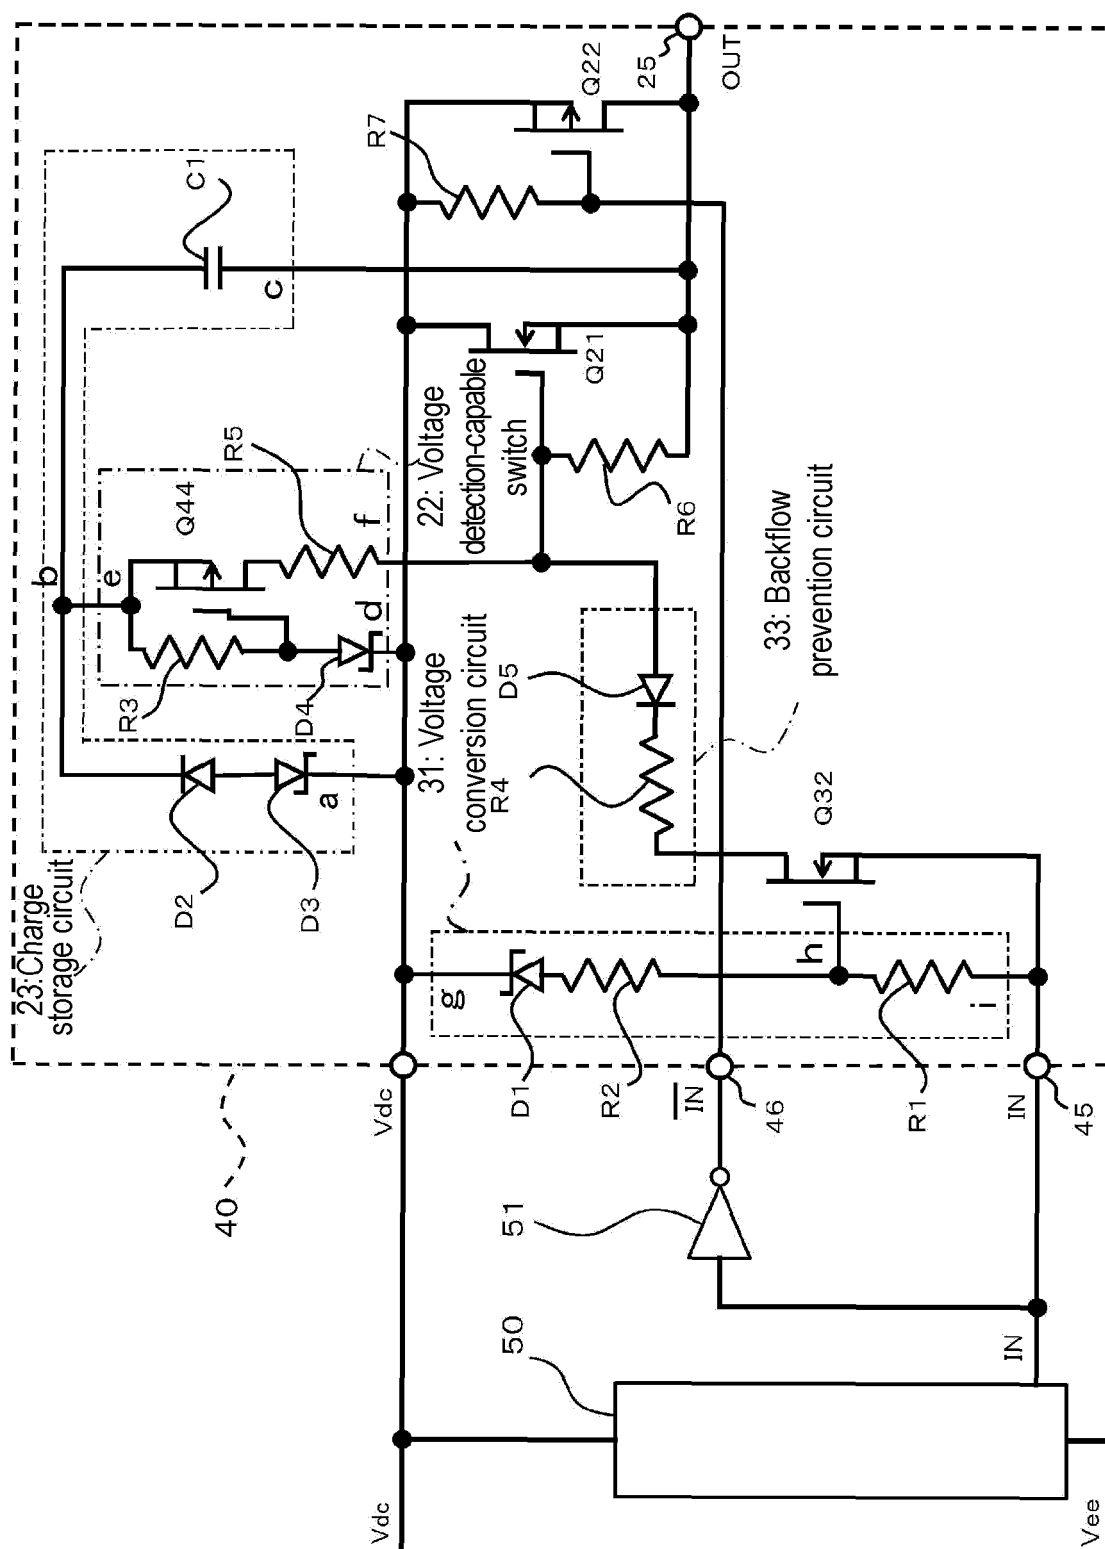 23:Charge
storage circuit
b
e
C1
40
R3
Q44
D2
R5
c
D3
D4
a
d
f
R7
Vdc
Vdc
31: Voltage
conversion circuit
22: Voltage
detection-capable
switch
g
R4
D1
D5
50
51
R2
Q22
Q21
25
IN
R6
OUT
46
33: Backflow
prevention circuit
h
Q32
R1
i
IN
IN
45
Vee